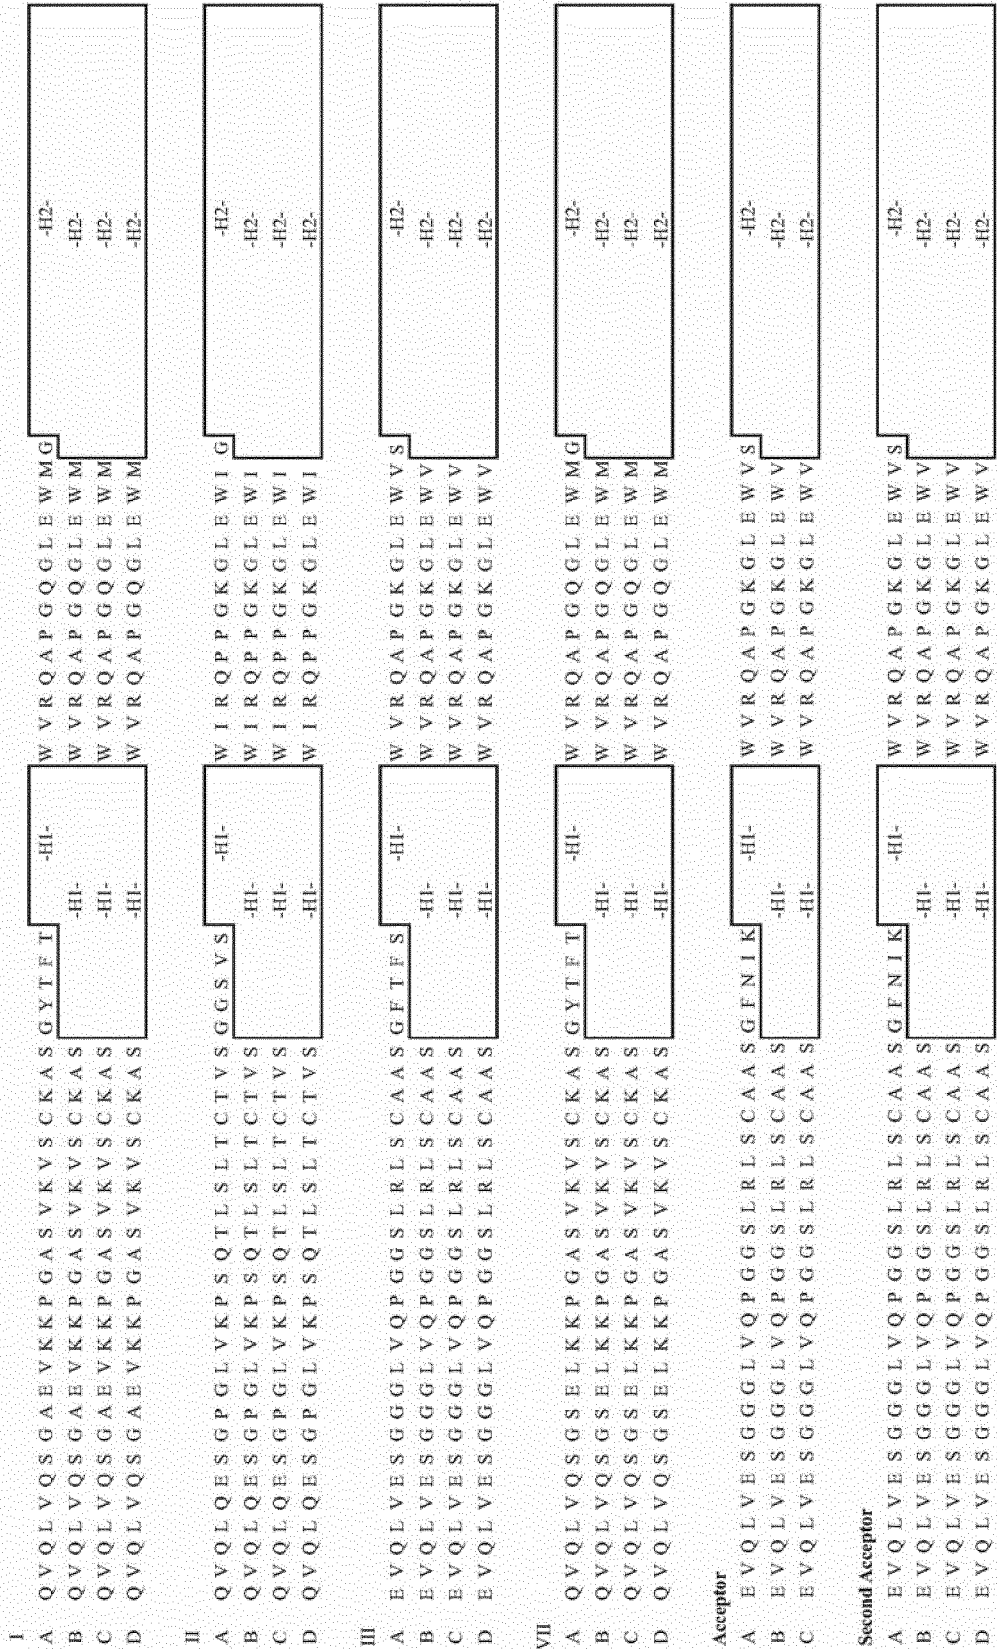 I
A Q V Q L V Q S G A E V K K P G A S V K V S C K A S G Y T F T -H1- W V R Q A P G Q G L E W M G -H2-
B Q V Q L V Q S G A E V K K P G A S V K V S C K A S -H1- W V R Q A P G Q G L E W M -H2-
C Q V Q L V Q S G A E V K K P G A S V K V S C K A S -H1- W V R Q A P G Q G L E W M -H2-
D Q V Q L V Q S G A E V K K P G A S V K V S C K A S -H1- W V R Q A P G Q G L E W M -H2-
II
A Q V Q L Q E S G P G L V K P S Q T L S L T C T V S G G S V S -H1- W I R Q P P G K G L E W I G -H2-
B Q V Q L Q E S G P G L V K P S Q T L S L T C T V S -H1- W I R Q P P G K G L E W I -H2-
C Q V Q L Q E S G P G L V K P S Q T L S L T C T V S -H1- W I R Q P P G K G L E W I -H2-
D Q V Q L Q E S G P G L V K P S Q T L S L T C T V S -H1- W I R Q P P G K G L E W I -H2-
III
A E V Q L V E S G G G L V Q P G G S L R L S C A A S G F T F S -H1- W V R Q A P G K G L E W V S -H2-
B E V Q L V E S G G G L V Q P G G S L R L S C A A S -H1- W V R Q A P G K G L E W V -H2-
C E V Q L V E S G G G L V Q P G G S L R L S C A A S -H1- W V R Q A P G K G L E W V -H2-
D E V Q L V E S G G G L V Q P G G S L R L S C A A S -H1- W V R Q A P G K G L E W V -H2-
VII
A Q V Q L V Q S G S E L K K P G A S V K V S C K A S G Y T F T -H1- W V R Q A P G Q G L E W M G -H2-
B Q V Q L V Q S G S E L K K P G A S V K V S C K A S -H1- W V R Q A P G Q G L E W M -H2-
C Q V Q L V Q S G S E L K K P G A S V K V S C K A S -H1- W V R Q A P G Q G L E W M -H2-
D Q V Q L V Q S G S E L K K P G A S V K V S C K A S -H1- W V R Q A P G Q G L E W M -H2-
Acceptor
A E V Q L V E S G G G L V Q P G G S L R L S C A A S G F N I K -H1- W V R Q A P G K G L E W V S -H2-
B E V Q L V E S G G G L V Q P G G S L R L S C A A S -H1- W V R Q A P G K G L E W V -H2-
C E V Q L V E S G G G L V Q P G G S L R L S C A A S -H1- W V R Q A P G K G L E W V -H2-
Second Acceptor
A E V Q L V E S G G G L V Q P G G S L R L S C A A S G F N I K -H1- W V R Q A P G K G L E W V S -H2-
B E V Q L V E S G G G L V Q P G G S L R L S C A A S -H1- W V R Q A P G K G L E W V -H2-
C E V Q L V E S G G G L V Q P G G S L R L S C A A S -H1- W V R Q A P G K G L E W V -H2-
D E V Q L V E S G G G L V Q P G G S L R L S C A A S -H1- W V R Q A P G K G L E W V -H2-